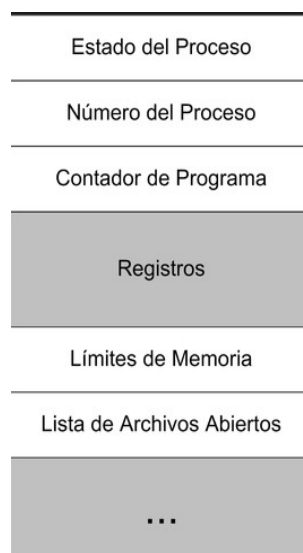 Estado del Proceso
Número del Proceso
Contador de Programa
Registros
Límites de Memoria
Lista de Archivos Abiertos
...